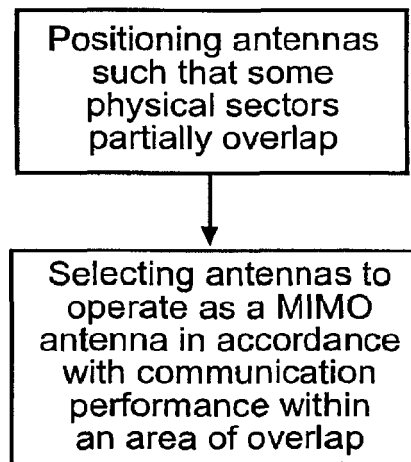 Positioning antennas
such that some
physical sectors
partially overlap
Selecting antennas to
operate as a MIMO
antenna in accordance
with communication
performance within
an area of overlap